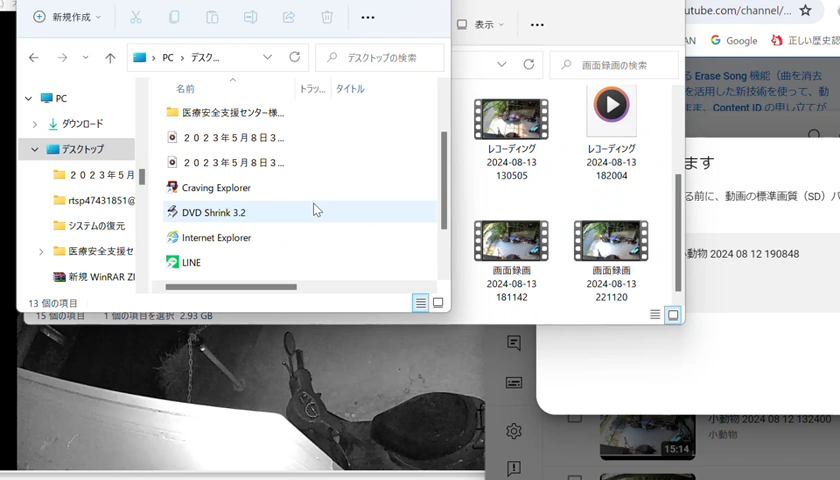 新規作成
PC
デスク...
デスクトップの検索
PC
ダウンロード
デスクトップ
２０２３年５月
rtsp47431851@
システムの復元
医療安全支援セ
新規 WinRAR ZI
名前
トラッ...
タイトル
医療安全支援センター様...
２０２３年５月８日３...
２０２３年５月８日３...
Craving Explorer
DVD Shrink 3.2
Internet Explorer
LINE
13 個の項目
表示
画面録画の検索
レコーディング
2024-08-13
130505
レコーディング
2024-08-13
182004
画面録画
2024-08-13
181142
画面録画
2024-08-13
221120
15 個の項目
1 個の項目を選択 2.93 GB
utube.com/channel/...
AN
Google
正しい歴史認
る Erase Song 機能（曲を消去
を活用した新技術を使って、動
まま、Content ID の申し立てが
ます
る前に、動画の標準画質（SD）バ
小動物 2024 08 12 190848
小動物 2024 08 12 132400
小動物
15:14